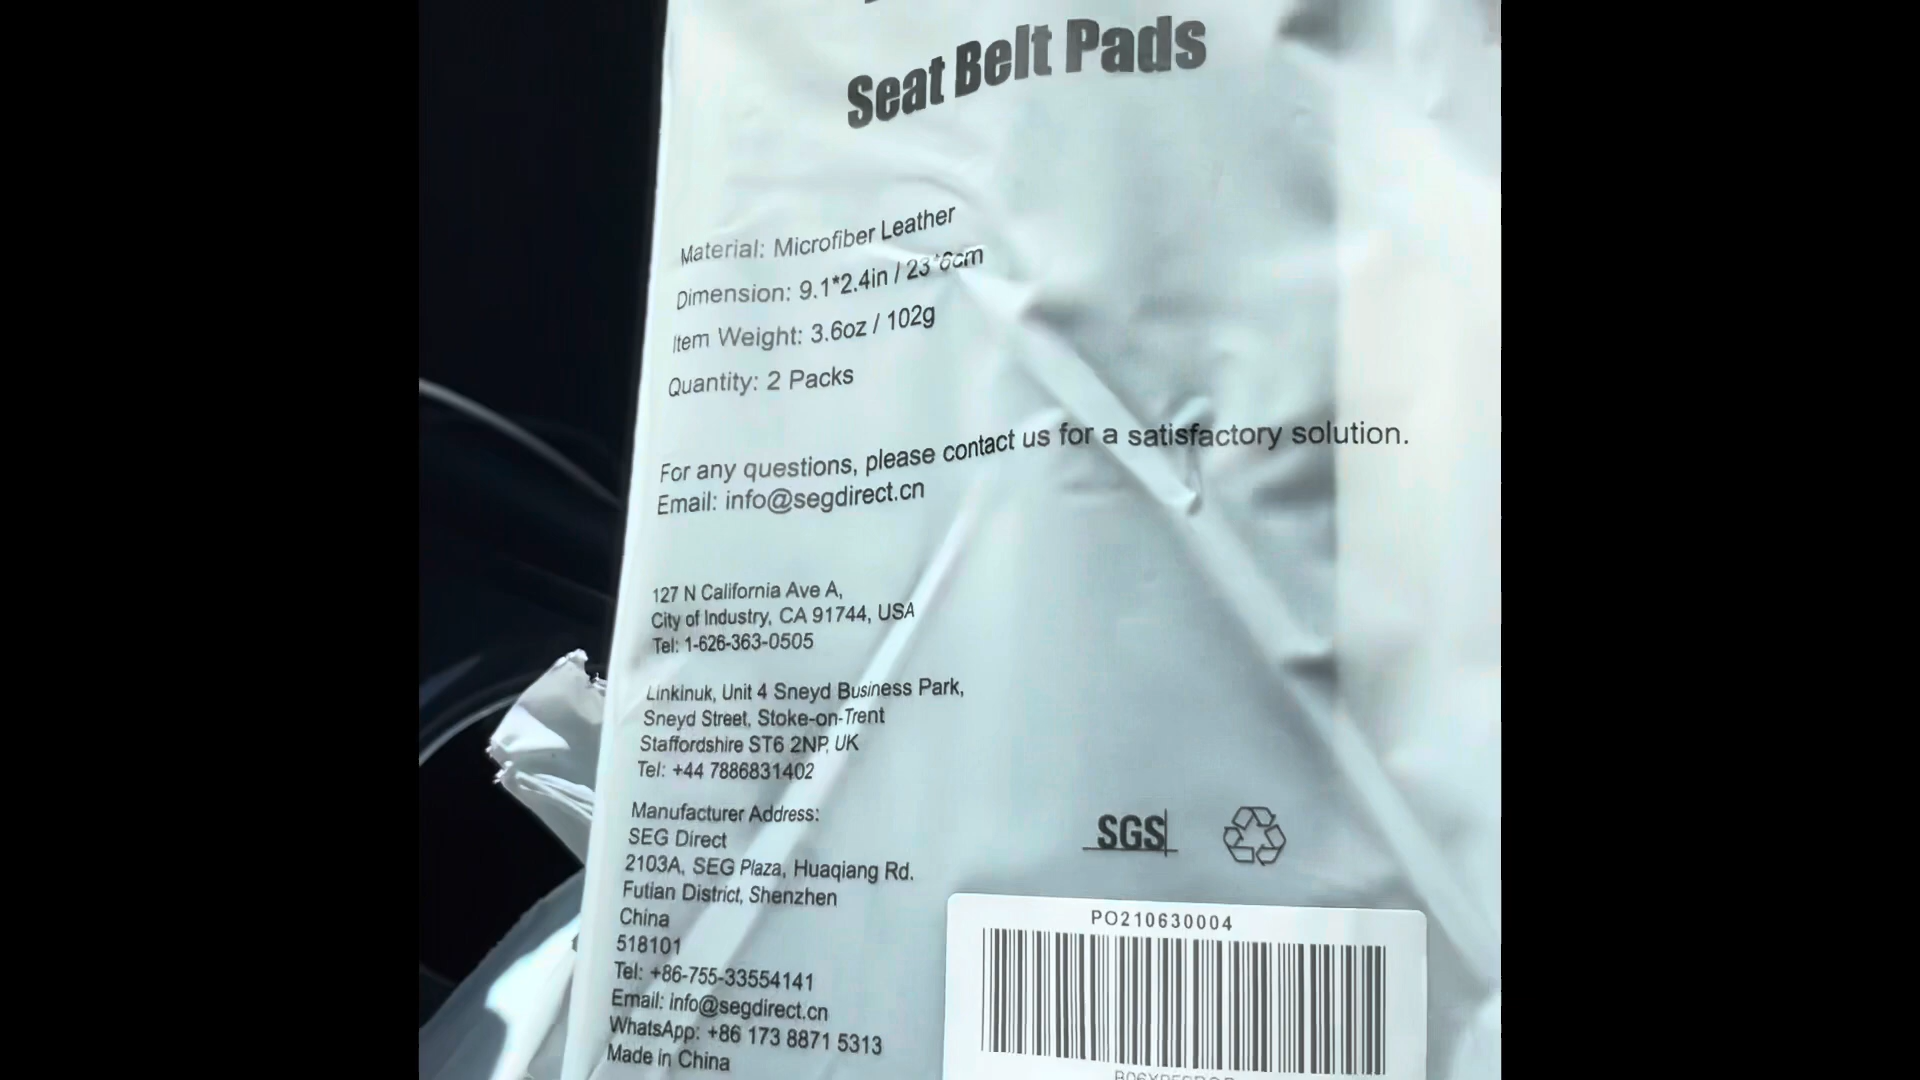 Seat Belt Pads
Material: Microfiber Leather
Dimension: 9.1*2.4in / 23*6cm
Item Weight: 3.6oz / 102g
Quantity: 2 Packs
For any questions, please contact us for a satisfactory solution.
Email: info@segdirect.cn
127 N California Ave A,
City of Industry, CA 91744, USA
Tel: 1-626-363-0505
Linkinuk, Unit 4 Sneyd Business Park,
Sneyd Street, Stoke-on-Trent
Staffordshire ST6 2NP, UK
Tel: +44 7886831402
Manufacturer Address:
SEG Direct
2103A, SEG Plaza, Huaqiang Rd.
Futian District, Shenzhen
China
518101
Tel: +86-755-33554141
Email: info@segdirect.cn
WhatsApp: +86 173 8871 5313
Made in China
SGS
PO210630004